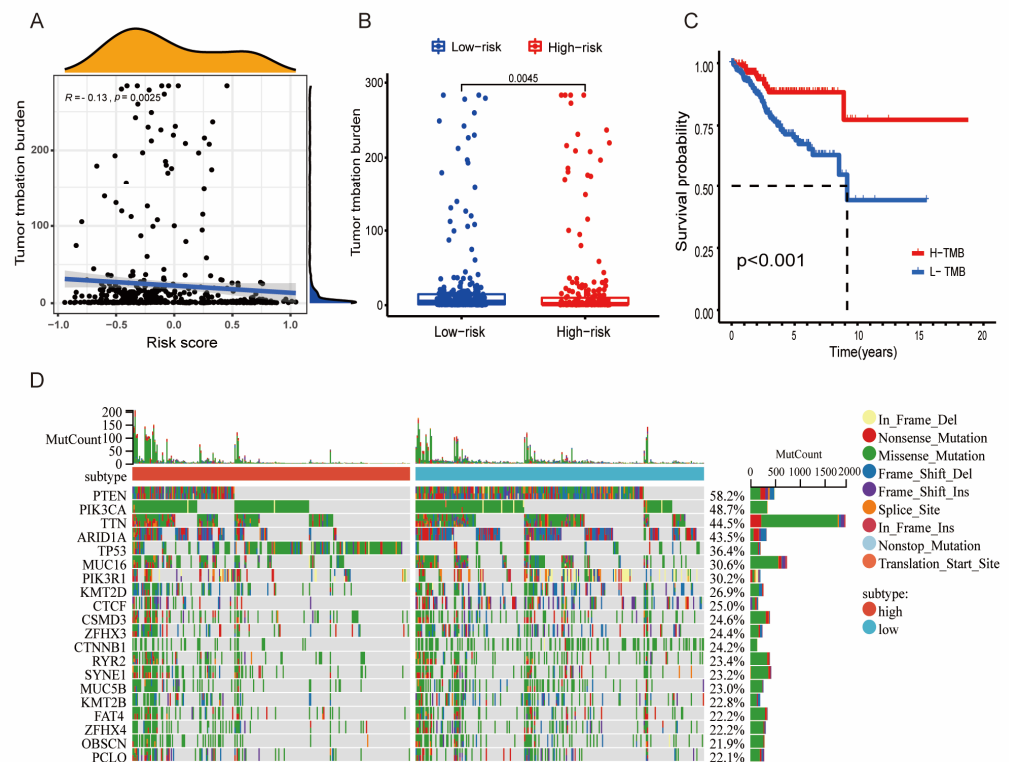 A
B
C
R = - 0.13 , p = 0.0025
Tumor tmbation burden
200
100
0
−1.0
−0.5
0.0
0.5
1.0
Risk score
Low−risk
High−risk
0.0045
Tumor tmbation burden
300
200
100
0
Low−risk
High−risk
Survival probability
1.00
0.75
0.50
0.25
0.00
p<0.001
H−TMB
L− TMB
0
5
10
15
20
Time(years)
D
MutCount
200
150
100
50
0
subtype
PTEN 58.2%
PIK3CA 48.7%
TTN 44.5%
ARID1A 43.5%
TP53 36.4%
MUC16 30.6%
PIK3R1 30.2%
KMT2D 26.9%
CTCF 25.0%
CSMD3 24.6%
ZFHX3 24.4%
CTNNB1 24.2%
RYR2 23.4%
SYNE1 23.2%
MUC5B 23.0%
KMT2B 22.8%
FAT4 22.2%
ZFHX4 22.2%
OBSCN 21.9%
PCLO 22.1%
MutCount
0 500 1000 1500 2000
In_Frame_Del
Nonsense_Mutation
Missense_Mutation
Frame_Shift_Del
Frame_Shift_Ins
Splice_Site
In_Frame_Ins
Nonstop_Mutation
Translation_Start_Site
subtype:
high
low